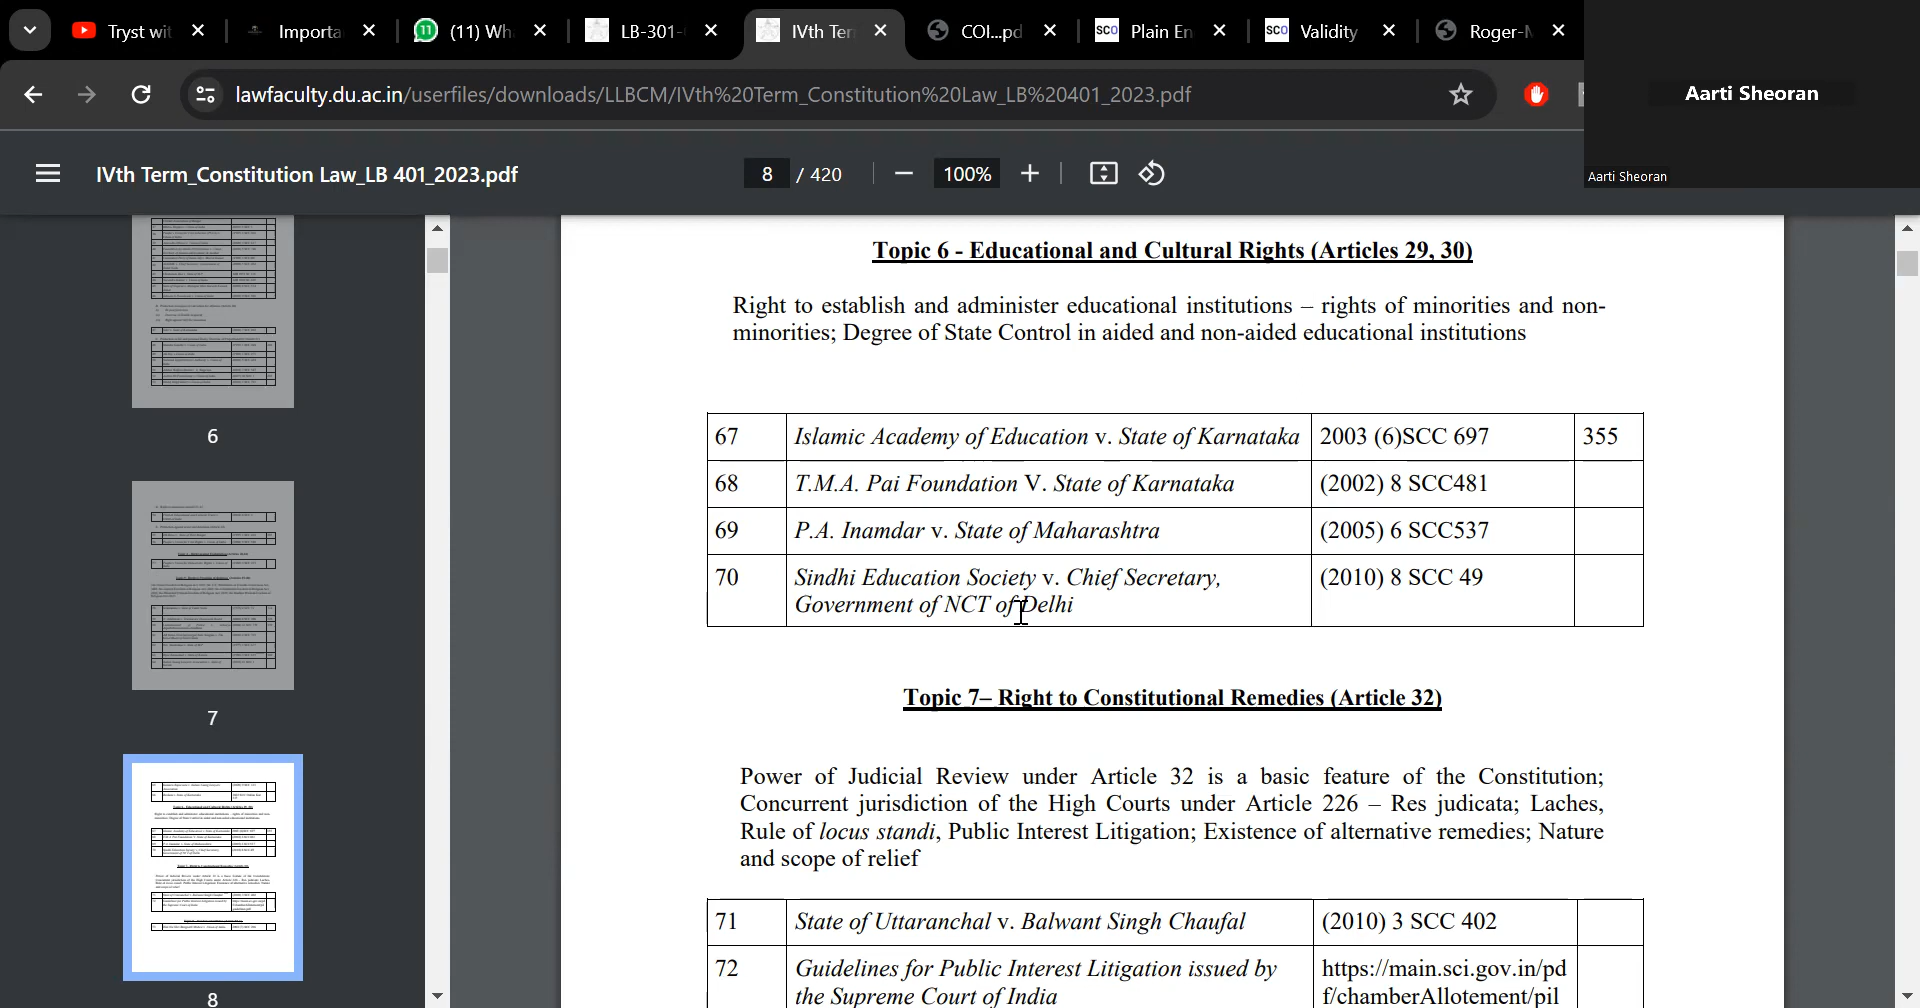 Tryst wit
Importa
(11) Wh
LB-301-
IVth Ter
COI...pd
Plain En
Validity
Roger-M
lawfaculty.du.ac.in/userfiles/downloads/LLBCM/IVth%20Term_Constitution%20Law_LB%20401_2023.pdf
Aarti Sheoran
Aarti Sheoran
IVth Term_Constitution Law_LB 401_2023.pdf
8 / 420
100%
6
7
8
Topic 6 - Educational and Cultural Rights (Articles 29, 30)
Right to establish and administer educational institutions – rights of minorities and non-
minorities; Degree of State Control in aided and non-aided educational institutions
67 Islamic Academy of Education v. State of Karnataka 2003 (6)SCC 697 355
68 T.M.A. Pai Foundation V. State of Karnataka (2002) 8 SCC481
69 P.A. Inamdar v. State of Maharashtra (2005) 6 SCC537
70 Sindhi Education Society v. Chief Secretary, (2010) 8 SCC 49
Government of NCT of Delhi
Topic 7– Right to Constitutional Remedies (Article 32)
Power of Judicial Review under Article 32 is a basic feature of the Constitution;
Concurrent jurisdiction of the High Courts under Article 226 – Res judicata; Laches,
Rule of locus standi, Public Interest Litigation; Existence of alternative remedies; Nature
and scope of relief
71 State of Uttaranchal v. Balwant Singh Chaufal (2010) 3 SCC 402
72 Guidelines for Public Interest Litigation issued by https://main.sci.gov.in/pd
the Supreme Court of India f/chamberAllotement/pil